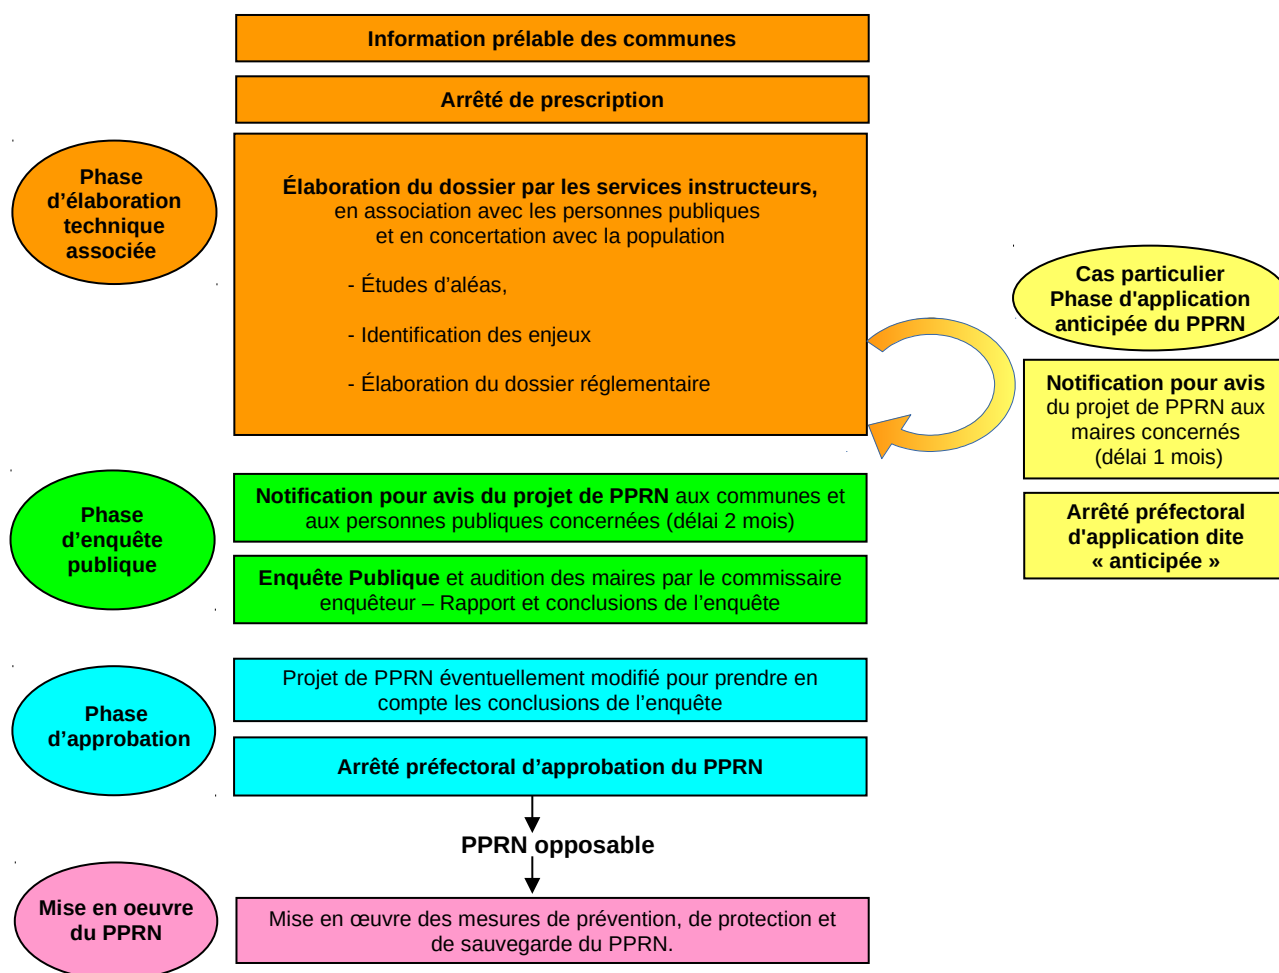 Information prélable des communes
Arrêté de prescription
Phase
d'élaboration
technique
associée
Élaboration du dossier par les services instructeurs,
en association avec les personnes publiques
et en concertation avec la population
- Études d'aléas,
- Identification des enjeux
- Élaboration du dossier réglementaire
Cas particulier
Phase d'application
anticipée du PPRN
Notification pour avis
du projet de PPRN aux
maires concernés
(délai 1 mois)
Arrêté préfectoral
d'application dite
« anticipée »
Phase
d'enquête
publique
Notification pour avis du projet de PPRN aux communes et
aux personnes publiques concernées (délai 2 mois)
Enquête Publique et audition des maires par le commissaire
enquêteur – Rapport et conclusions de l'enquête
Phase
d'approbation
Projet de PPRN éventuellement modifié pour prendre en
compte les conclusions de l'enquête
Arrêté préfectoral d'approbation du PPRN
PPRN opposable
Mise en oeuvre
du PPRN
Mise en œuvre des mesures de prévention, de protection et
de sauvegarde du PPRN.